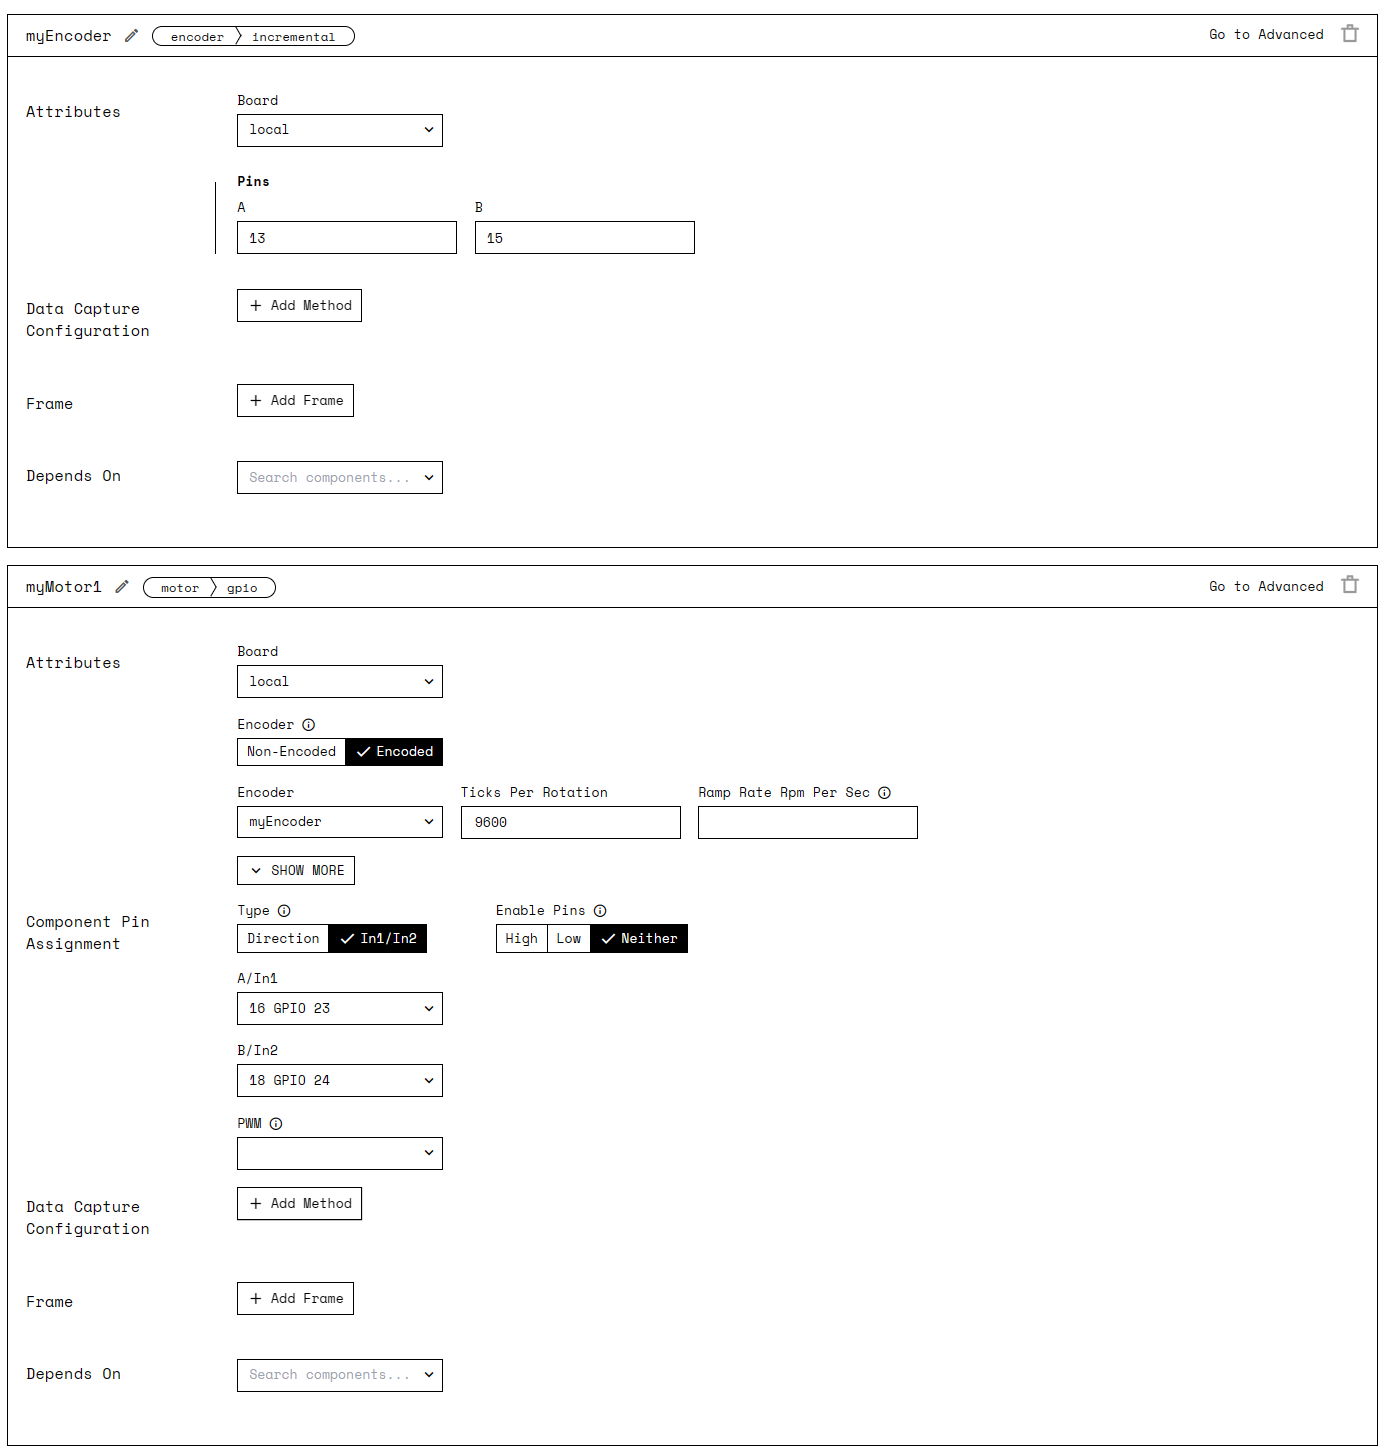 myEncoder encoder incremental Go to Advanced
Attributes
Board
local
Pins
A B
13 15
Data Capture
Configuration
+ Add Method
Frame
+ Add Frame
Depends On
Search components...
myMotor1 motor gpio Go to Advanced
Attributes
Board
local
Encoder
Non-Encoded Encoded
Encoder Ticks Per Rotation Ramp Rate Rpm Per Sec
myEncoder 9600
SHOW MORE
Component Pin
Assignment
Type Enable Pins
Direction In1/In2 High Low Neither
A/In1
16 GPIO 23
B/In2
18 GPIO 24
PWM
Data Capture
Configuration
+ Add Method
Frame
+ Add Frame
Depends On
Search components...